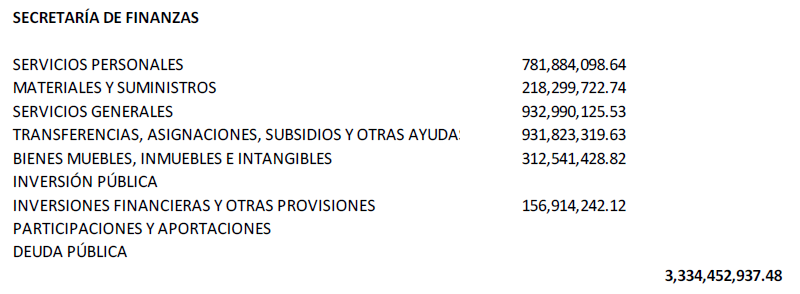 SECRETARÍA DE FINANZAS
SERVICIOS PERSONALES 781,884,098.64
MATERIALES Y SUMINISTROS 218,299,722.74
SERVICIOS GENERALES 932,990,125.53
TRANSFERENCIAS, ASIGNACIONES, SUBSIDIOS Y OTRAS AYUDAS 931,823,319.63
BIENES MUEBLES, INMUEBLES E INTANGIBLES 312,541,428.82
INVERSIÓN PÚBLICA
INVERSIONES FINANCIERAS Y OTRAS PROVISIONES 156,914,242.12
PARTICIPACIONES Y APORTACIONES
DEUDA PÚBLICA
3,334,452,937.48